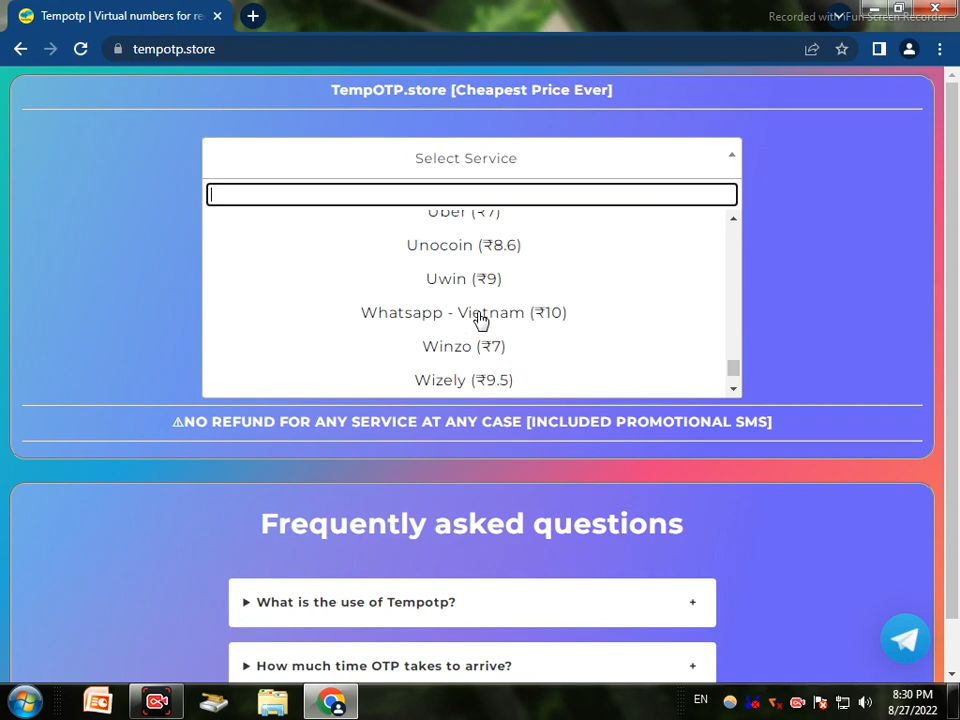 Tempotp | Virtual numbers for re
Recorded with iFun Screen Recorder
tempotp.store
TempOTP.store [Cheapest Price Ever]
Select Service
Uber (₹7)
Unocoin (₹8.6)
Uwin (₹9)
Whatsapp - Vietnam (₹10)
Winzo (₹7)
Wizely (₹9.5)
⚠NO REFUND FOR ANY SERVICE AT ANY CASE [INCLUDED PROMOTIONAL SMS]
Frequently asked questions
What is the use of Tempotp? +
How much time OTP takes to arrive? +
EN
8:30 PM
8/27/2022